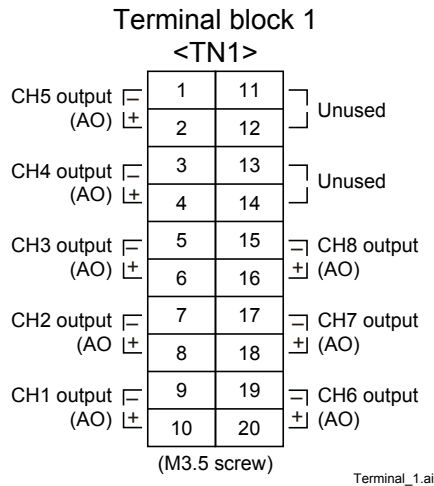 Terminal block 1
<TN1>
CH5 output − 1 11 Unused
(AO) + 2 12
CH4 output − 3 13 Unused
(AO) + 4 14
CH3 output − 5 15 − CH8 output
(AO) + 6 16 + (AO)
CH2 output − 7 17 − CH7 output
(AO + 8 18 + (AO)
CH1 output − 9 19 − CH6 output
(AO) + 10 20 + (AO)
(M3.5 screw)
Terminal_1.ai